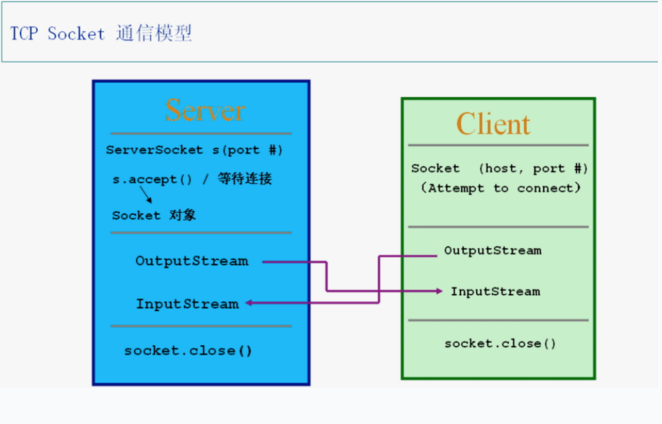 TCP Socket 通信模型
Server
ServerSocket s(port #)
s.accept() / 等待连接
Socket 对象
OutputStream
InputStream
socket.close()
Client
Socket (host, port #)
(Attempt to connect)
OutputStream
InputStream
socket.close()